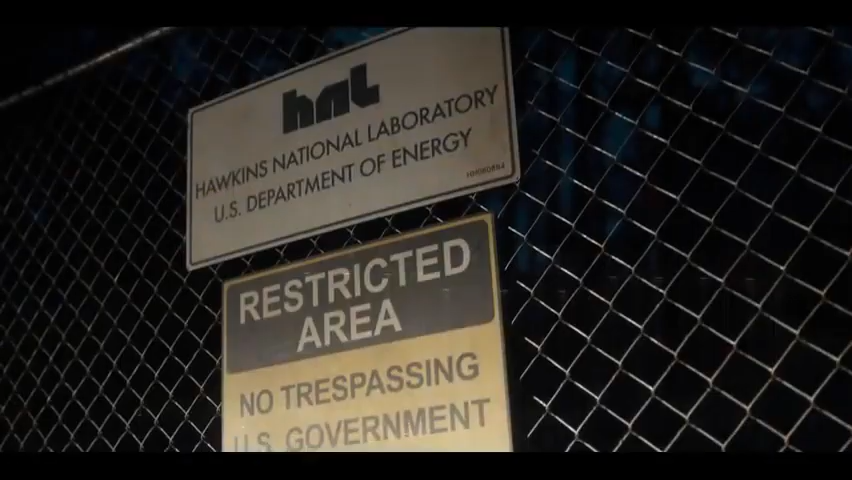 hnl
HAWKINS NATIONAL LABORATORY
U.S. DEPARTMENT OF ENERGY
RESTRICTED
AREA
NO TRESPASSING
U.S. GOVERNMENT